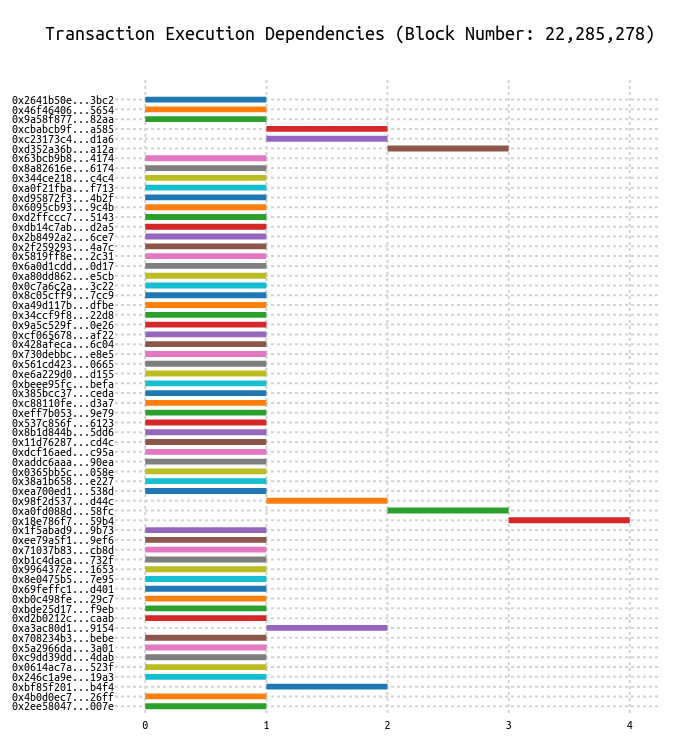 Transaction Execution Dependencies (Block Number: 22,285,278)
0x2641b50e...3bc2
0x46f46406...5654
0x9a58f877...82aa
0xcbabcb9f...a585
0xc23173c4...d1a6
0xd352a36b...a12a
0x63bcb9b8...4174
0x8a82616e...6174
0x344ce218...c4c4
0xa0f21fba...f713
0xd95872f3...4b2f
0x6095cb93...9c4b
0xd2ffccc7...5143
0xdb14c7ab...d2a5
0x2b8492a2...6ce7
0x2f259293...4a7c
0x5819ff8e...2c31
0x6a0d1cdd...0d17
0xa80dd862...e5cb
0x0c7a6c2a...3c22
0x8c05cff9...7cc9
0xa49d117b...dfbe
0x34ccf9f8...22d8
0x9a5c529f...0e26
0xcf065678...af22
0x428afeca...6c04
0x730debbc...e8e5
0x561cd423...0665
0xe6a229d0...d155
0xbeee95fc...befa
0x385bcc37...ceda
0xc88110fe...d3a7
0xeff7b053...9e79
0x537c856f...6123
0x8b1d844b...5dd6
0x11d76287...cd4c
0xdcf16aed...c95a
0xaddc6aaa...90ea
0x0365bb5c...058e
0x38a1b658...e227
0xea700ed1...538d
0x98f2d537...d44c
0xa0fd088d...58fc
0x18e786f7...59b4
0x1f5abad9...9b73
0xee79a5f1...9ef6
0x71037b83...cb8d
0xb1c4daca...732f
0x9964372e...1653
0x8e0475b5...7e95
0x69feffc1...d401
0xb0c498fe...29c7
0xbde25d17...f9eb
0xd2b0212c...caab
0xa3ac80d1...9154
0x708234b3...bebe
0x5a2966da...3a01
0xc9dd39dd...4dab
0x0614ac7a...523f
0x246c1a9e...19a3
0xbf85f201...b4f4
0x4b0d0ec7...26ff
0x2ee58047...007e
0 1 2 3 4